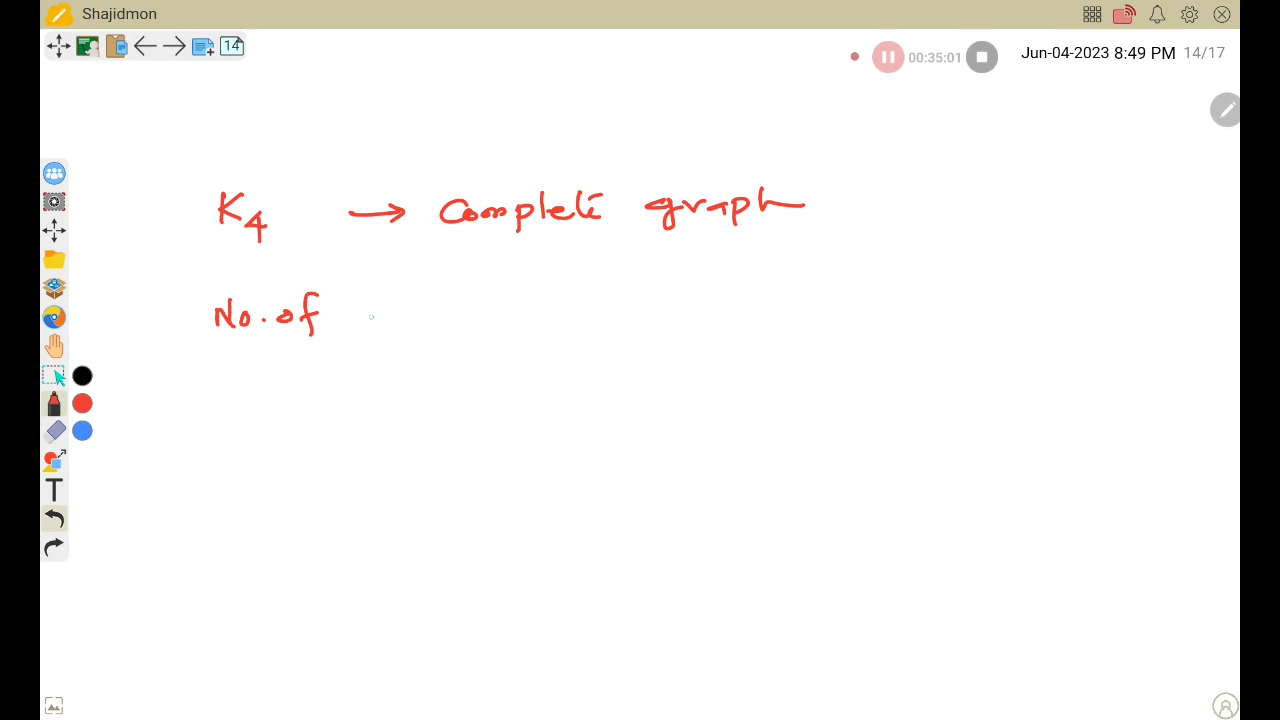 Shajidmon
14
00:35:01
Jun-04-2023 8:49 PM 14/17
K4 → Complete graph
No. of
T